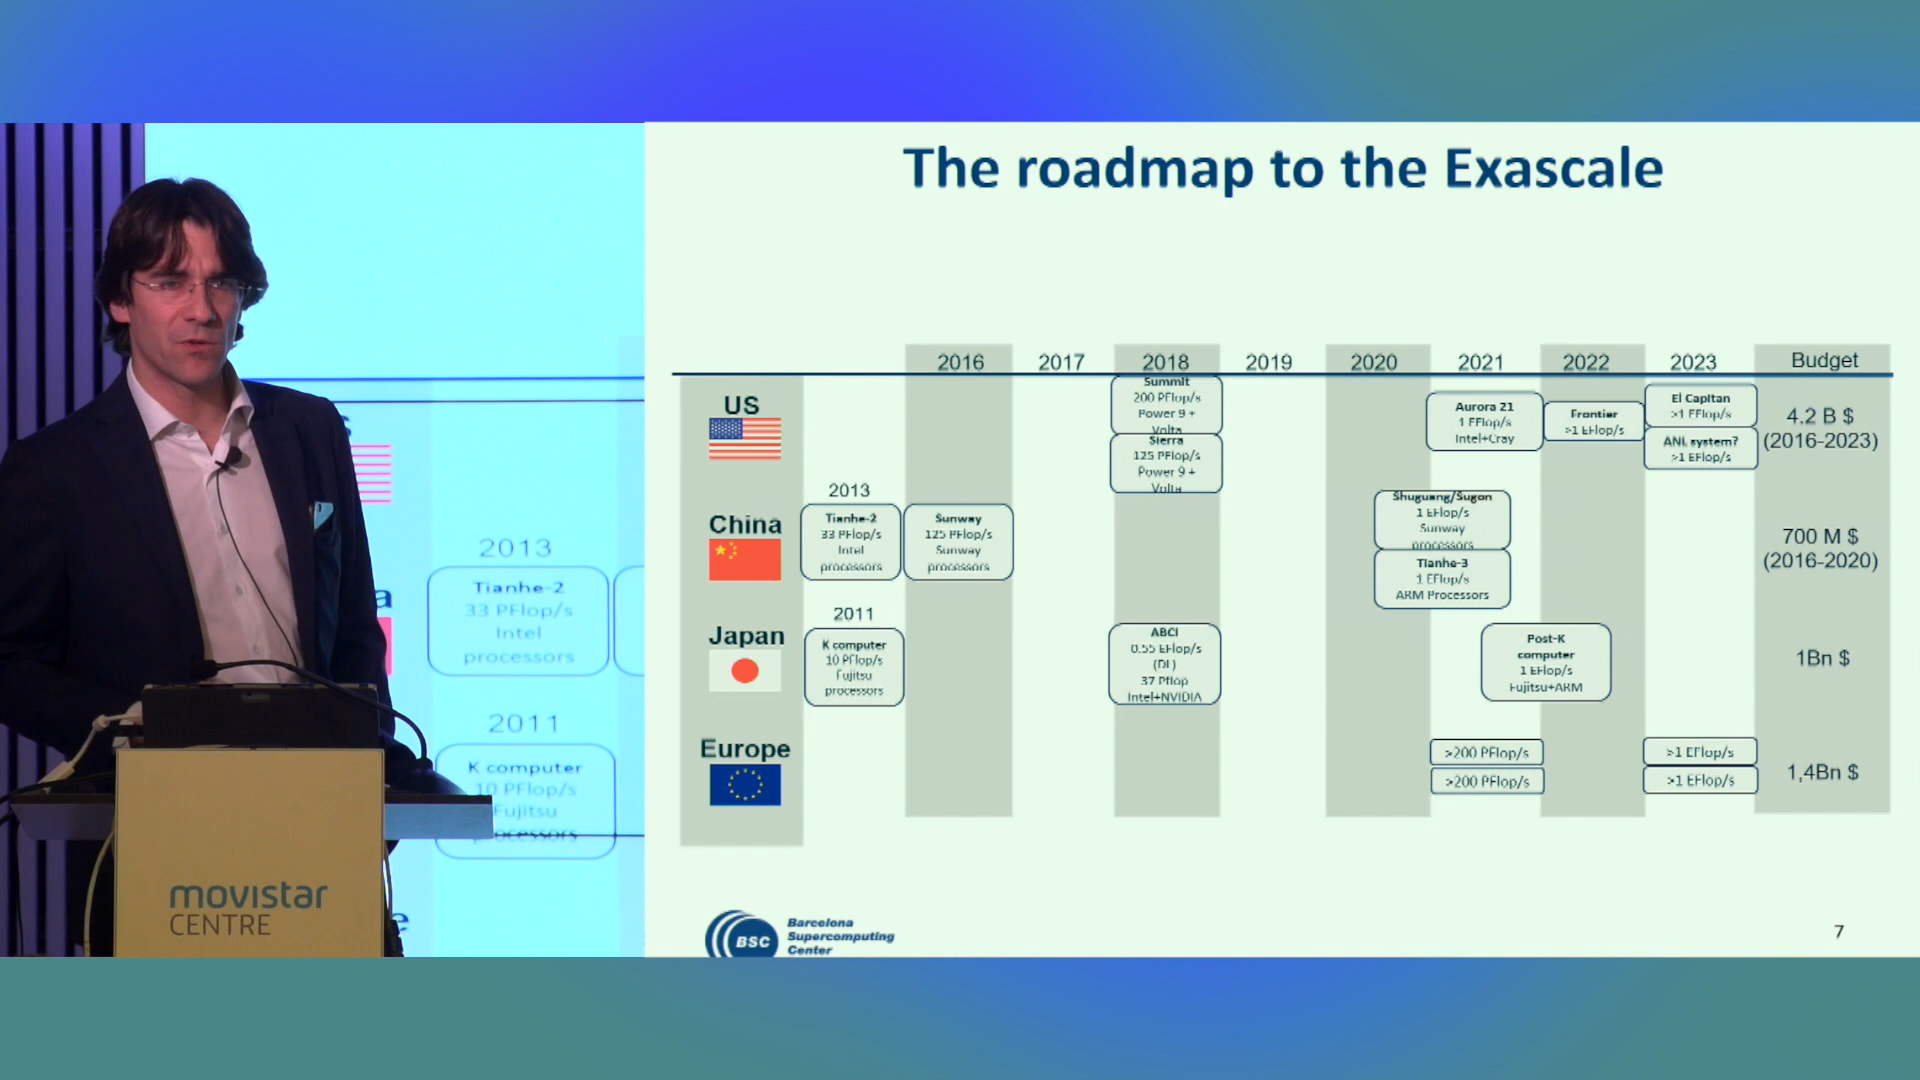 The roadmap to the Exascale
2016 2017 2018 2019 2020 2021 2022 2023 Budget
US
Summit
200 PFlop/s
Power 9 +
Volta
Sierra
125 PFlop/s
Power 9 +
Volta
Aurora 21
1 EFlop/s
Intel+Cray
Frontier
>1 EFlop/s
El Capitan
>1 EFlop/s
ANL system?
>1 EFlop/s
4.2 B $
(2016-2023)
China
2013
Tianhe-2
33 PFlop/s
Intel
processors
Sunway
125 PFlop/s
Sunway
processors
Shuguang/Sugon
1 EFlop/s
Sunway
processors
Tianhe-3
1 EFlop/s
ARM Processors
700 M $
(2016-2020)
Japan
2011
K computer
10 PFlop/s
Fujitsu
processors
ABCI
0.55 EFlop/s
(DL)
37 Pflop
Intel+NVIDIA
Post-K
computer
1 EFlop/s
Fujitsu+ARM
1Bn $
Europe
>200 PFlop/s
>200 PFlop/s
>1 EFlop/s
>1 EFlop/s
1,4Bn $
BSC
Barcelona
Supercomputing
Center
7
2013
Tianhe-2
33 PFlop/s
Intel
processors
2011
K computer
10 PFlop/s
Fujitsu
processors
movistar
CENTRE